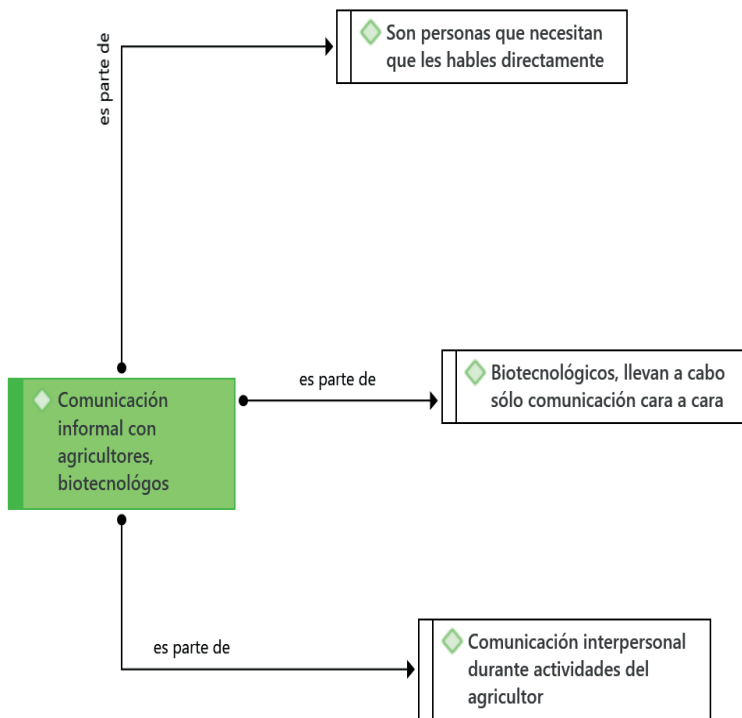 Son personas que necesitan
que les hables directamente
es parte de
Comunicación
informal con
agricultores,
biotecnológos
es parte de
Biotecnológicos, llevan a cabo
sólo comunicación cara a cara
es parte de
Comunicación interpersonal
durante actividades del
agricultor